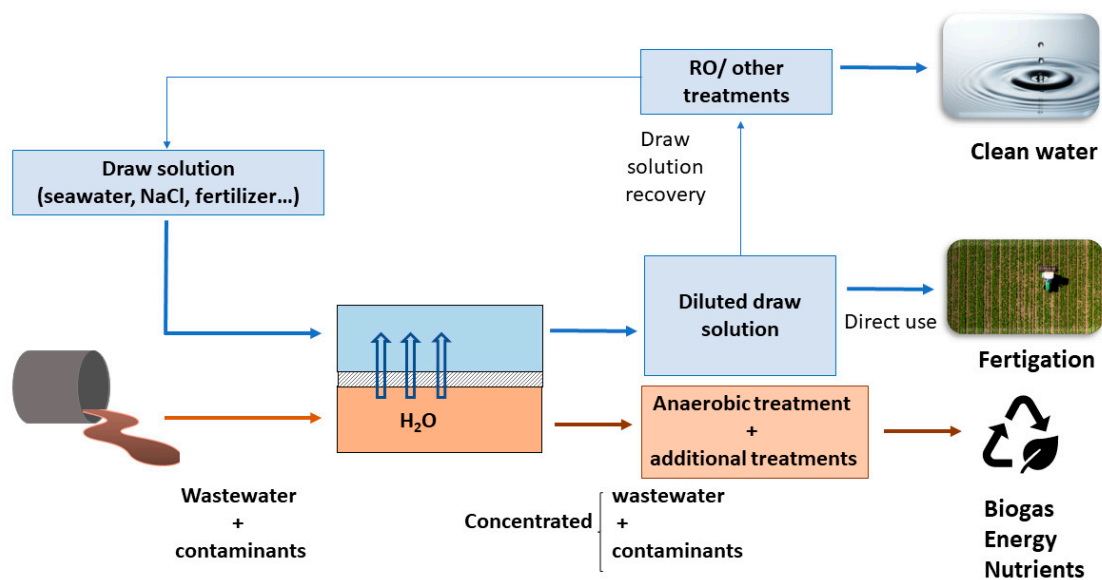 RO/ other
treatments
Clean water
Draw
solution
recovery
Draw solution
(seawater, NaCl, fertilizer...)
Diluted draw
solution
Direct use
Fertigation
H₂O
Anaerobic treatment
+
additional treatments
Wastewater
+
contaminants
Concentrated
wastewater
+
contaminants
Biogas
Energy
Nutrients